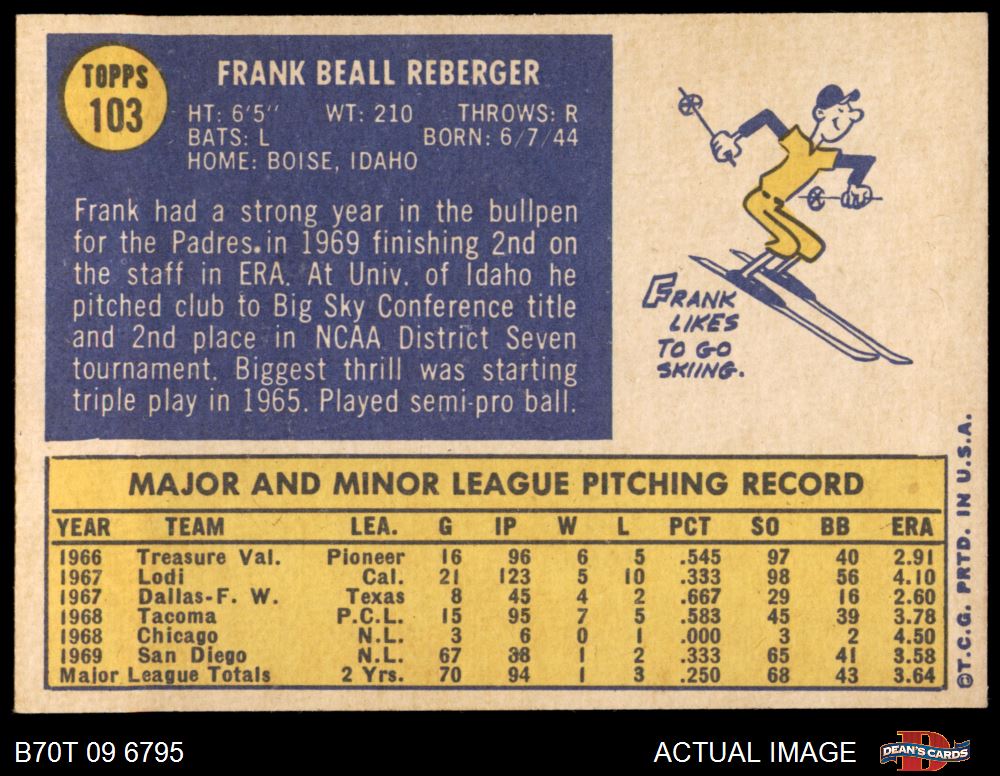 TOPPS
103
FRANK BEALL REBERGER
HT: 6'5'' WT: 210 THROWS: R
BATS: L BORN: 6/7/44
HOME: BOISE, IDAHO
Frank had a strong year in the bullpen
for the Padres.in 1969 finishing 2nd on
the staff in ERA. At Univ. of Idaho he
pitched club to Big Sky Conference title
and 2nd place in NCAA District Seven
tournament. Biggest thrill was starting
triple play in 1965. Played semi-pro ball.
FRANK
LIKES
TO GO
SKIING.
MAJOR AND MINOR LEAGUE PITCHING RECORD
YEAR TEAM LEA. G IP W L PCT SO BB ERA
1966 Treasure Val. Pioneer 16 96 6 5 .545 97 40 2.91
1967 Lodi Cal. 21 123 5 10 .333 98 56 4.10
1967 Dallas-F. W. Texas 8 45 4 2 .667 29 16 2.60
1968 Tacoma P.C.L. 15 95 7 5 .583 45 39 3.78
1968 Chicago N.L. 3 6 0 1 .000 3 2 4.50
1969 San Diego N.L. 67 88 1 2 .333 65 41 3.58
Major League Totals 2 Yrs. 70 94 1 3 .250 68 43 3.64
©T.C.G. PRTD. IN U.S.A.
B70T 09 6795
ACTUAL IMAGE
DEAN'S CARDS